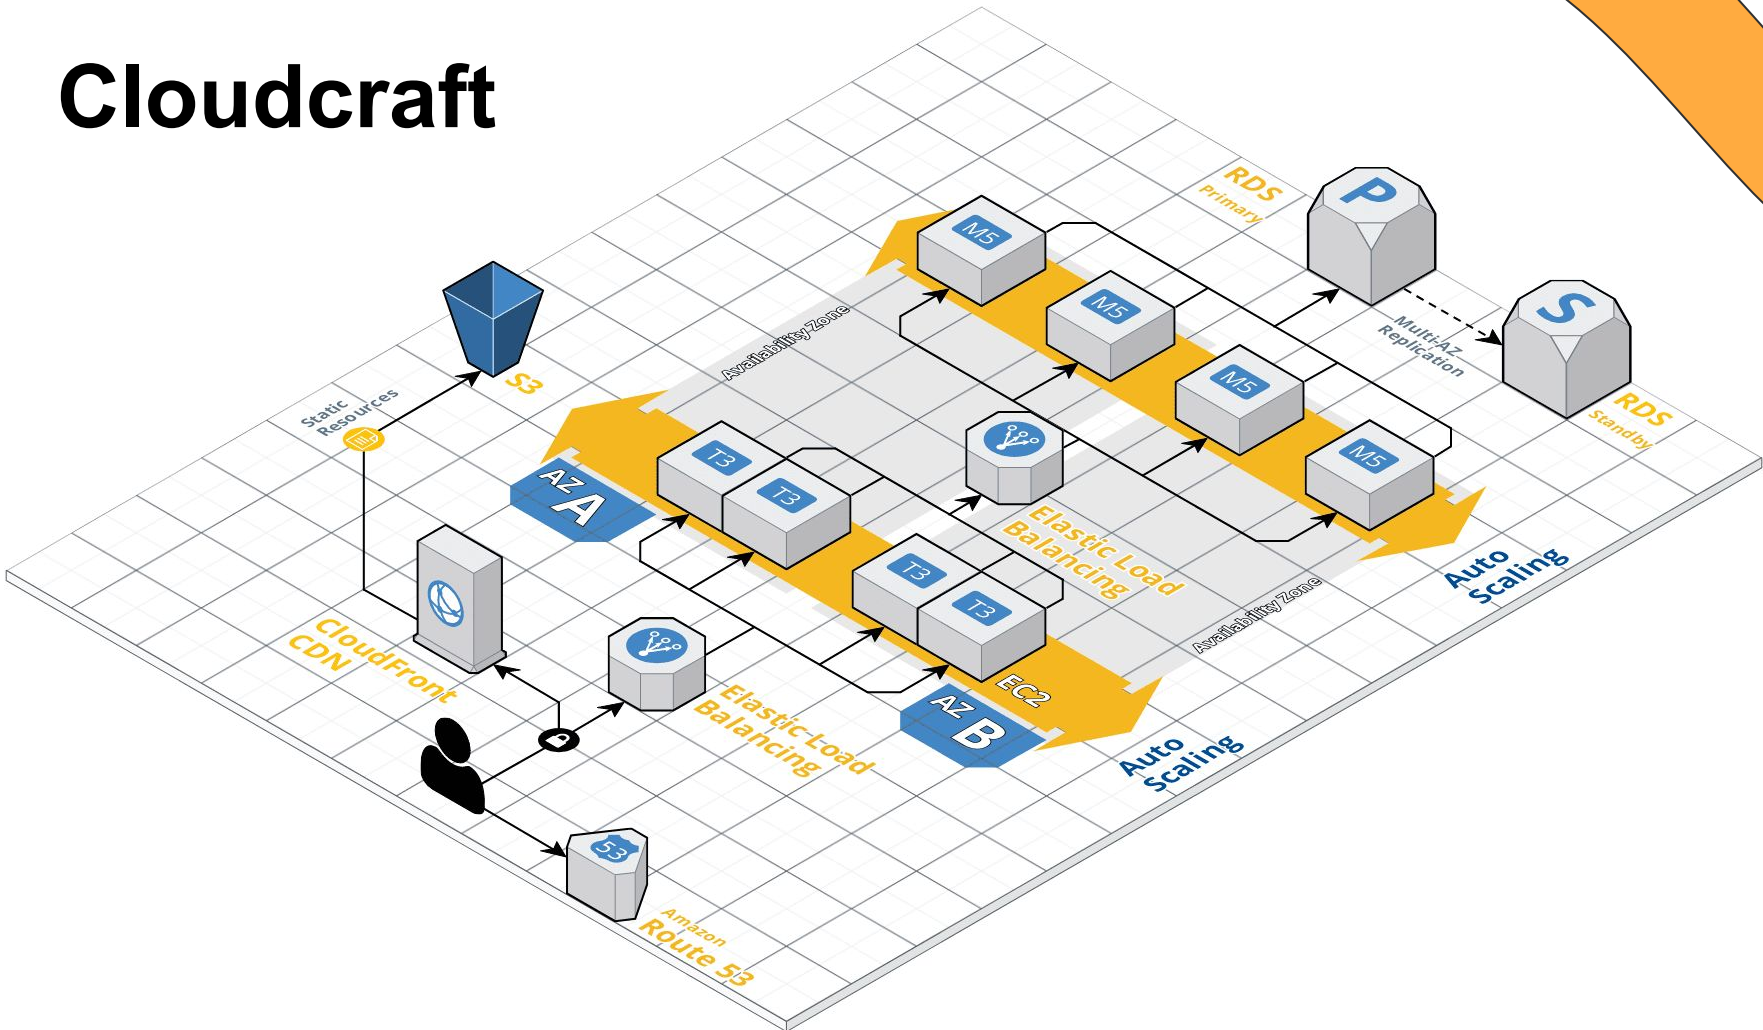 Cloudcraft
RDS
Primary
P
M5
M5
M5
M5
S
Multi-AZ
Replication
RDS
Standby
Availability Zone
S3
Static
Resources
T3
T3
AZ A
T3
T3
Elastic Load
Balancing
Auto
Scaling
Availability Zone
CloudFront
CDN
EC2
AZ B
Elastic Load
Balancing
Auto
Scaling
53
Amazon
Route 53